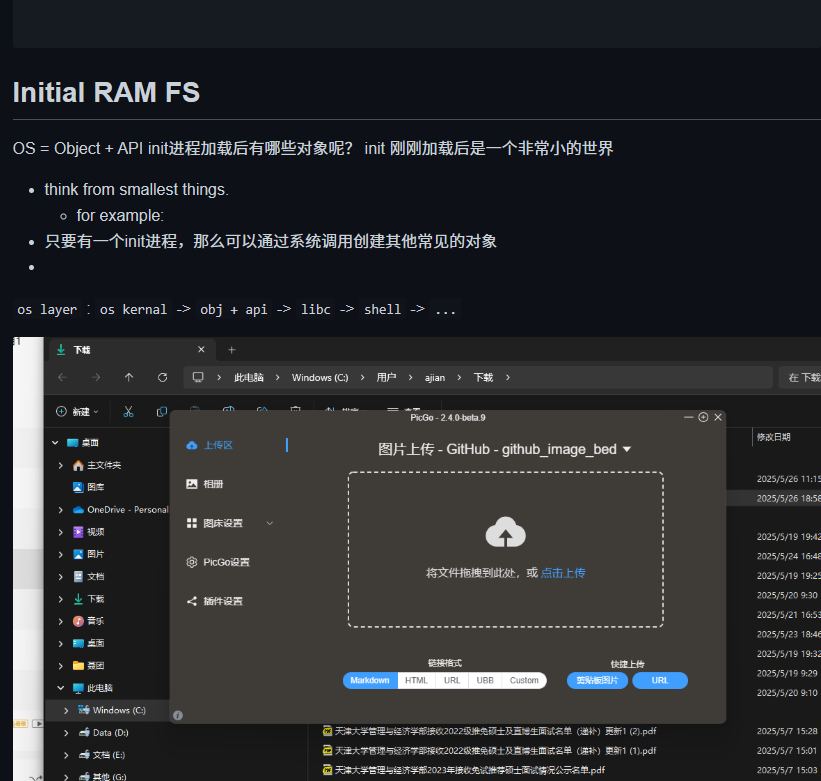 Initial RAM FS
OS = Object + API init进程加载后有哪些对象呢? init 刚刚加载后是一个非常小的世界
think from smallest things.
for example:
只要有一个init进程，那么可以通过系统调用创建其他常见的对象
os layer : os kernal -> obj + api -> libc -> shell -> ...
下载
此电脑 > Windows (C:) > 用户 > ajian > 下载 >
在 下载
新建
PicGo - 2.4.0-beta.9
桌面
上传区
图片上传 - GitHub - github_image_bed
修改日期
主文件夹
相册
2025/5/26 11:15
图库
2025/5/26 18:58
OneDrive - Personal
图床设置
视频
2025/5/19 19:42
图片
PicGo设置
将文件拖拽到此处，或 点击上传
2025/5/24 16:48
文档
2025/5/19 19:25
下载
插件设置
2025/5/20 9:30
音乐
2025/5/21 16:53
桌面
2025/5/23 18:46
2025/5/19 19:32
链接格式
快捷上传
此电脑
Markdown HTML URL UBB Custom
剪贴板图片 URL
2025/5/19 9:29
2025/5/20 9:10
Windows (C:)
Data (D:)
天津大学管理与经济学部接收2022级推免硕士及直博生面试名单（递补）更新1 (2).pdf
2025/5/7 15:28
文档 (E:)
天津大学管理与经济学部接收2022级推免硕士及直博生面试名单（递补）更新1 (1).pdf
2025/5/7 15:01
其他 (G:)
天津大学管理与经济学部2023年接收免试推荐硕士面试情况公示名单.pdf
2025/5/7 15:03